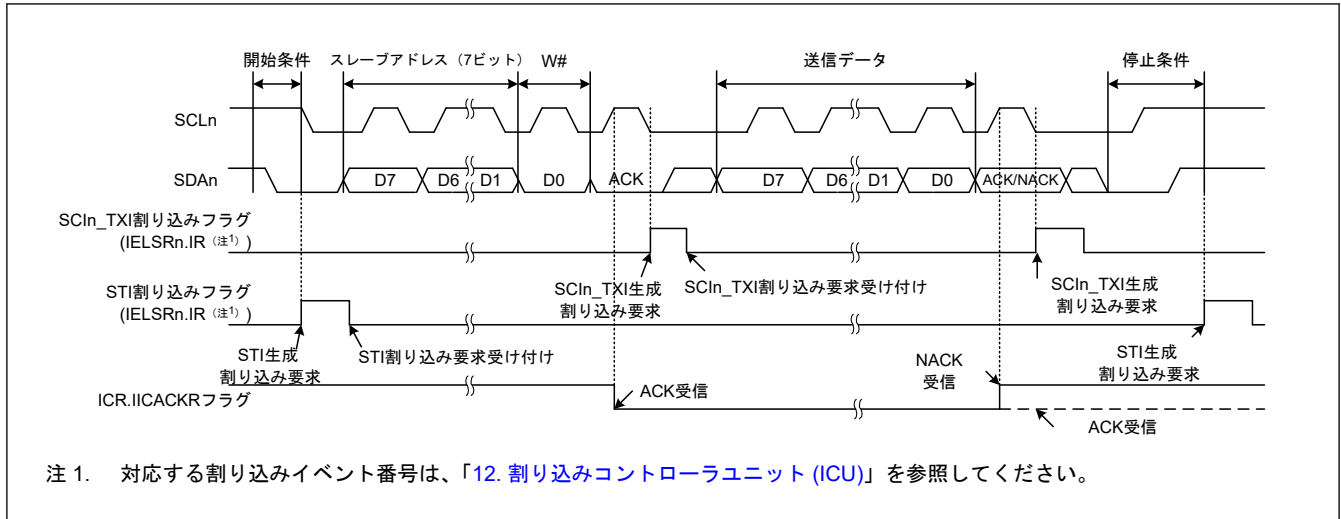 開始条件 スレーブアドレス（7ビット） W# 送信データ 停止条件
SCLn
SDAn D7 D6 D1 D0 ACK D7 D6 D1 D0 ACK/NACK
SCIn_TXI割り込みフラグ
(IELSRn.IR（注1）)
SCIn_TXI生成
割り込み要求
SCIn_TXI割り込み要求受け付け
SCIn_TXI生成
割り込み要求
STI割り込みフラグ
(IELSRn.IR（注1）)
STI生成
割り込み要求
STI割り込み要求受け付け
NACK
受信
STI生成
割り込み要求
ICR.IICACKRフラグ
ACK受信
ACK受信
注 1. 対応する割り込みイベント番号は、「12. 割り込みコントローラユニット (ICU)」を参照してください。